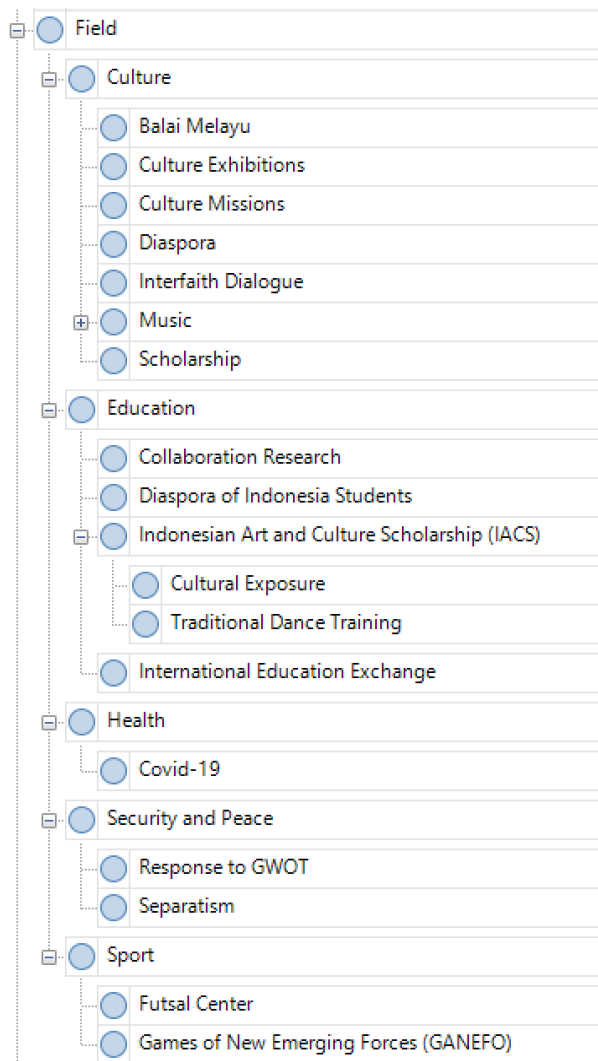 Field
Culture
Balai Melayu
Culture Exhibitions
Culture Missions
Diaspora
Interfaith Dialogue
Music
Scholarship
Education
Collaboration Research
Diaspora of Indonesia Students
Indonesian Art and Culture Scholarship (IACS)
Cultural Exposure
Traditional Dance Training
International Education Exchange
Health
Covid-19
Security and Peace
Response to GWOT
Separatism
Sport
Futsal Center
Games of New Emerging Forces (GANEFO)